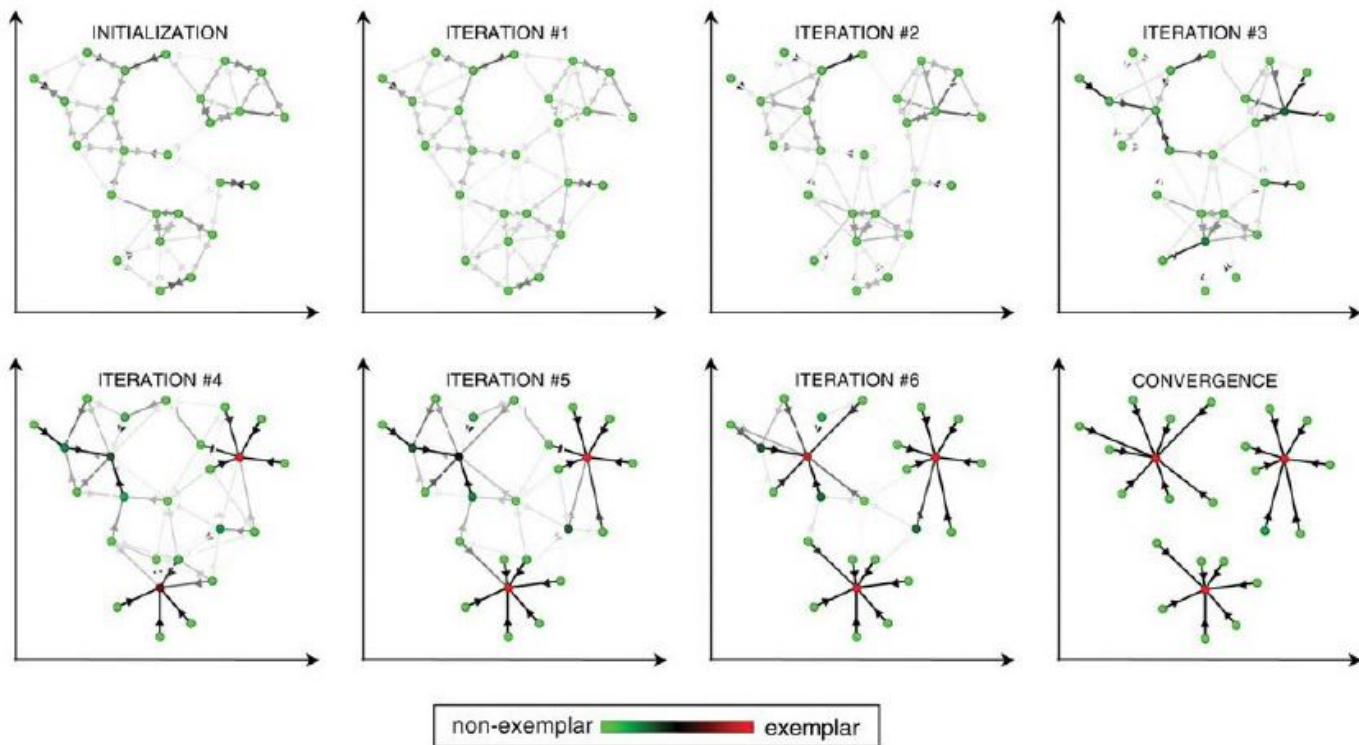 INITIALIZATION
ITERATION #1
ITERATION #2
ITERATION #3
ITERATION #4
ITERATION #5
ITERATION #6
CONVERGENCE
non-exemplar exemplar